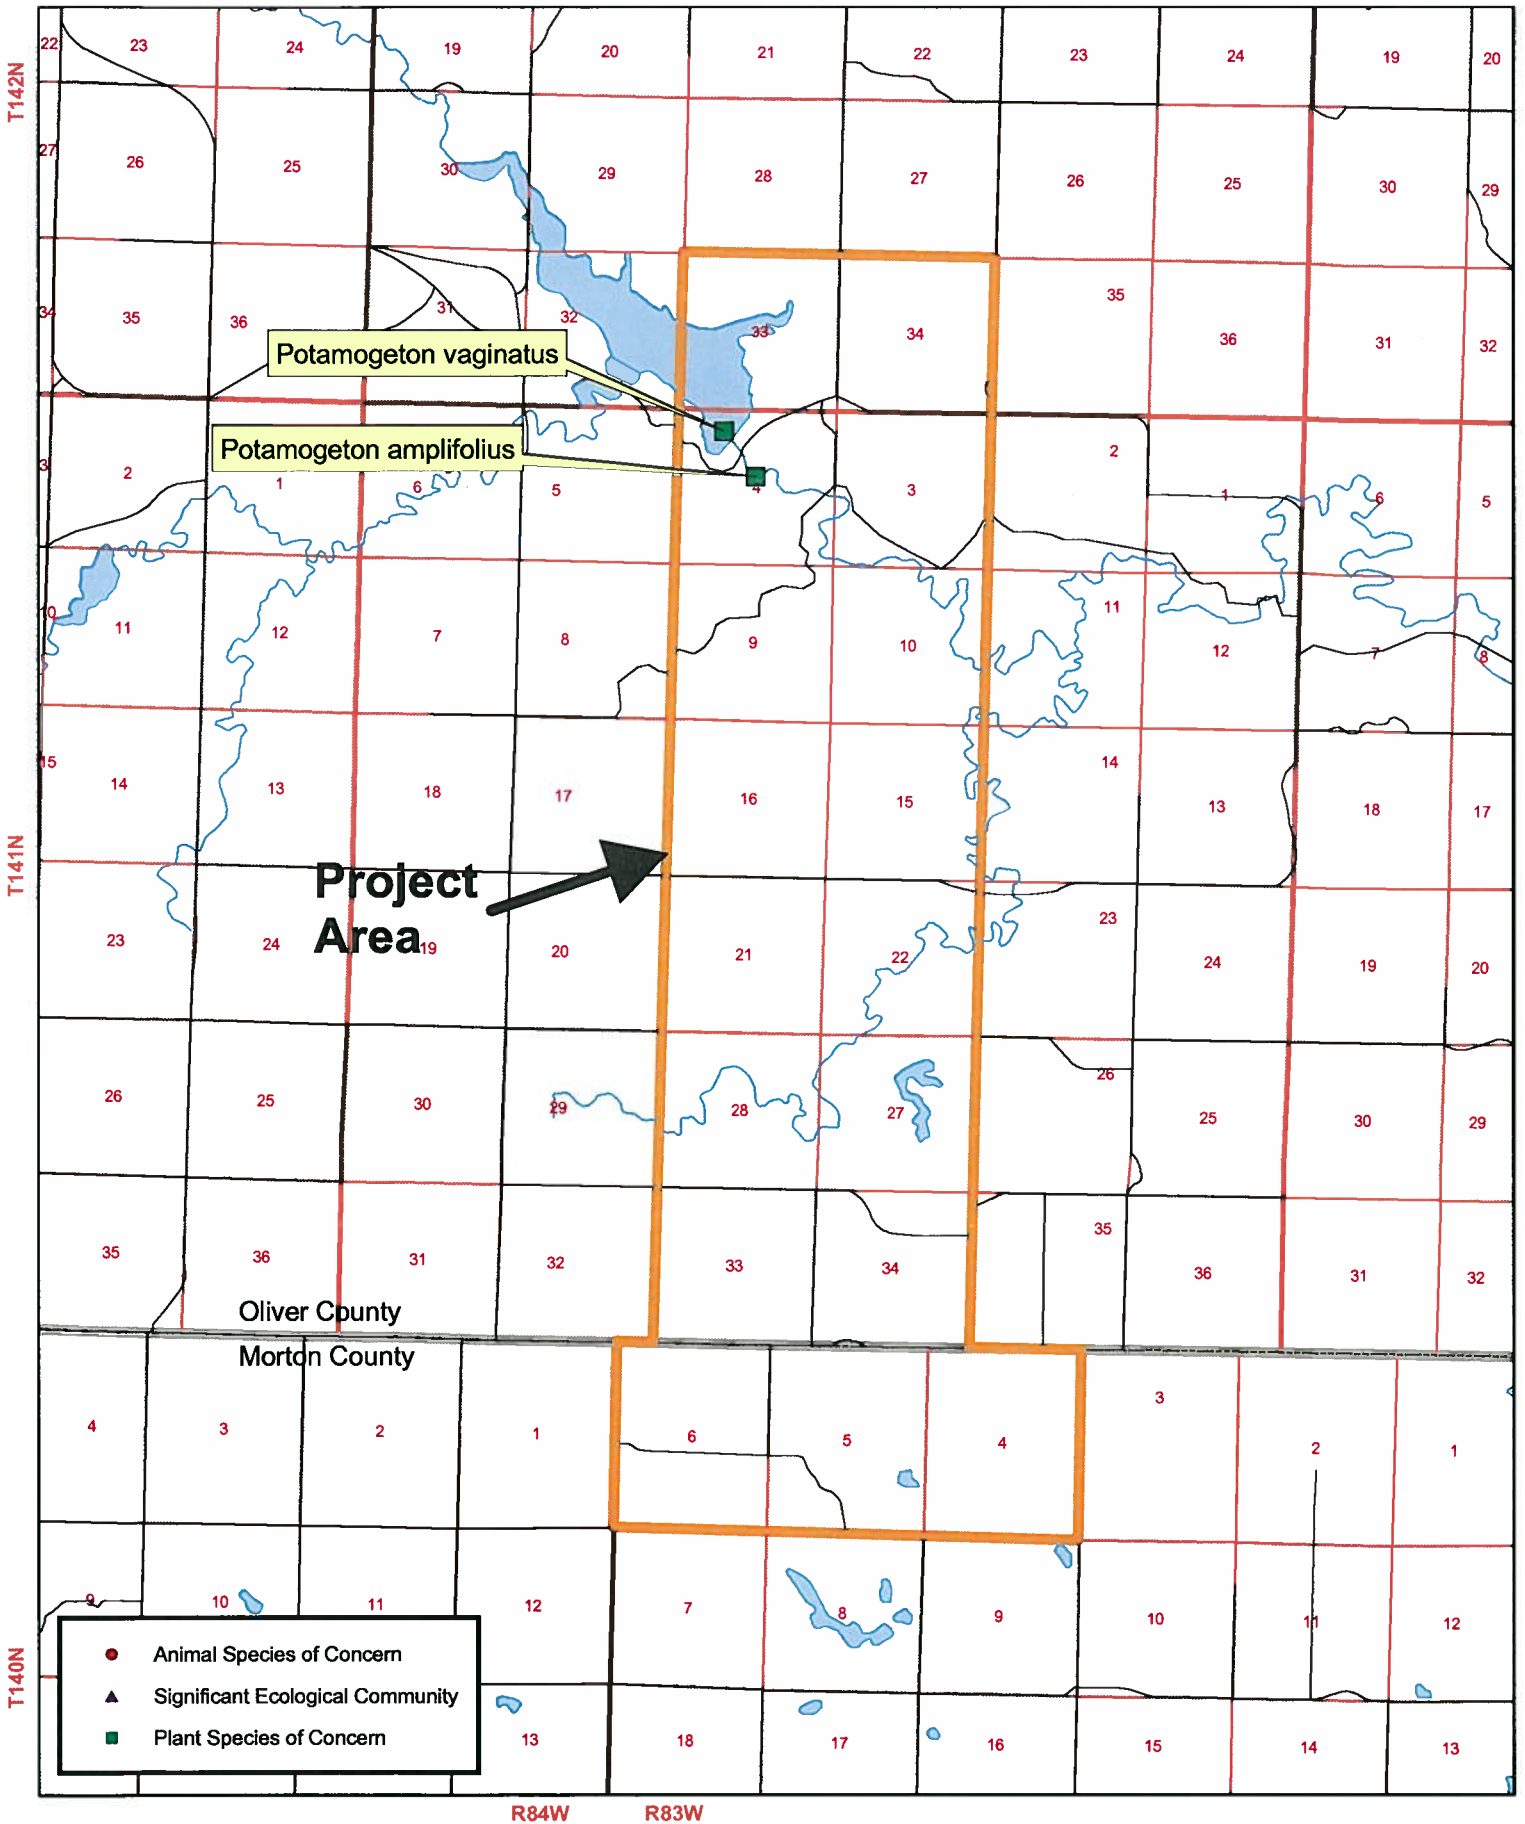 T142N
22 23 24 19 20 21 22 23 24 19 20
27 26 25 30 29 28 27 26 25 30 29
34 35 36 31 32 33 34 35 36 31 32
Potamogeton vaginatus
Potamogeton amplifolius
3 2 1 6 5 4 3 2 1 6 5
11 12 7 8 9 10 11 12 7 8
15 14 13 18 17 16 15 14 13 18 17
T141N
Project
Area
23 24 19 20 21 22 23 24 19 20
26 25 30 29 28 27 26 25 30 29
35 36 31 32 33 34 35 36 31 32
Oliver County
Morton County
4 3 2 1 6 5 4 3 2 1
9 10 11 12 7 8 9 10 11 12
T140N
Animal Species of Concern
Significant Ecological Community
Plant Species of Concern
13 18 17 16 15 14 13
R84W R83W